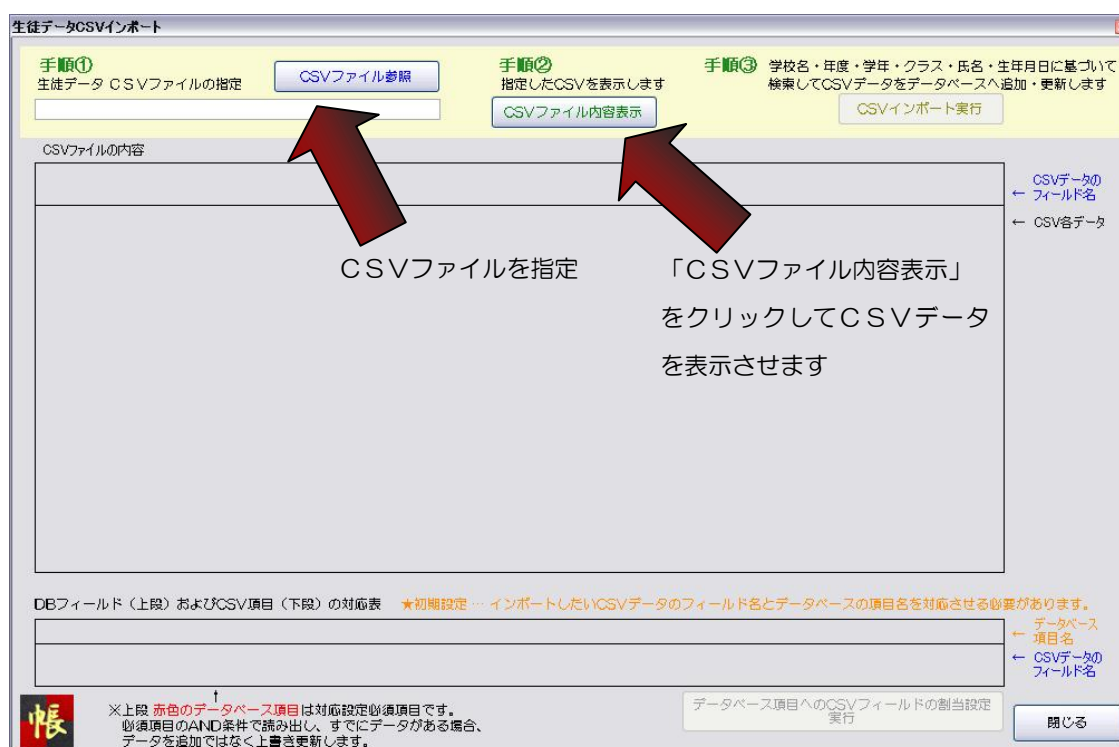 生徒データCSVインポート
手順①
生徒データ CSVファイルの指定
CSVファイル参照
手順②
指定したCSVを表示します
CSVファイル内容表示
手順③ 学校名・年度・学年・クラス・氏名・生年月日に基づいて
検索してCSVデータをデータベースへ追加・更新します
CSVインポート実行
CSVファイルの内容
← CSVデータの
フィールド名
← CSV各データ
CSVファイルを指定
「CSVファイル内容表示」
をクリックしてCSVデータ
を表示させます
DBフィールド（上段）およびCSV項目（下段）の対応表 ★初期設定 … インポートしたいCSVデータのフィールド名とデータベースの項目名を対応させる必要があります。
← データベース
項目名
← CSVデータの
フィールド名
帳
↑
※上段 赤色のデータベース項目は対応設定必須項目です。
必須項目のAND条件で読み出し、すでにデータがある場合、
データを追加ではなく上書き更新します。
データベース項目へのCSVフィールドの割当設定
実行
閉じる